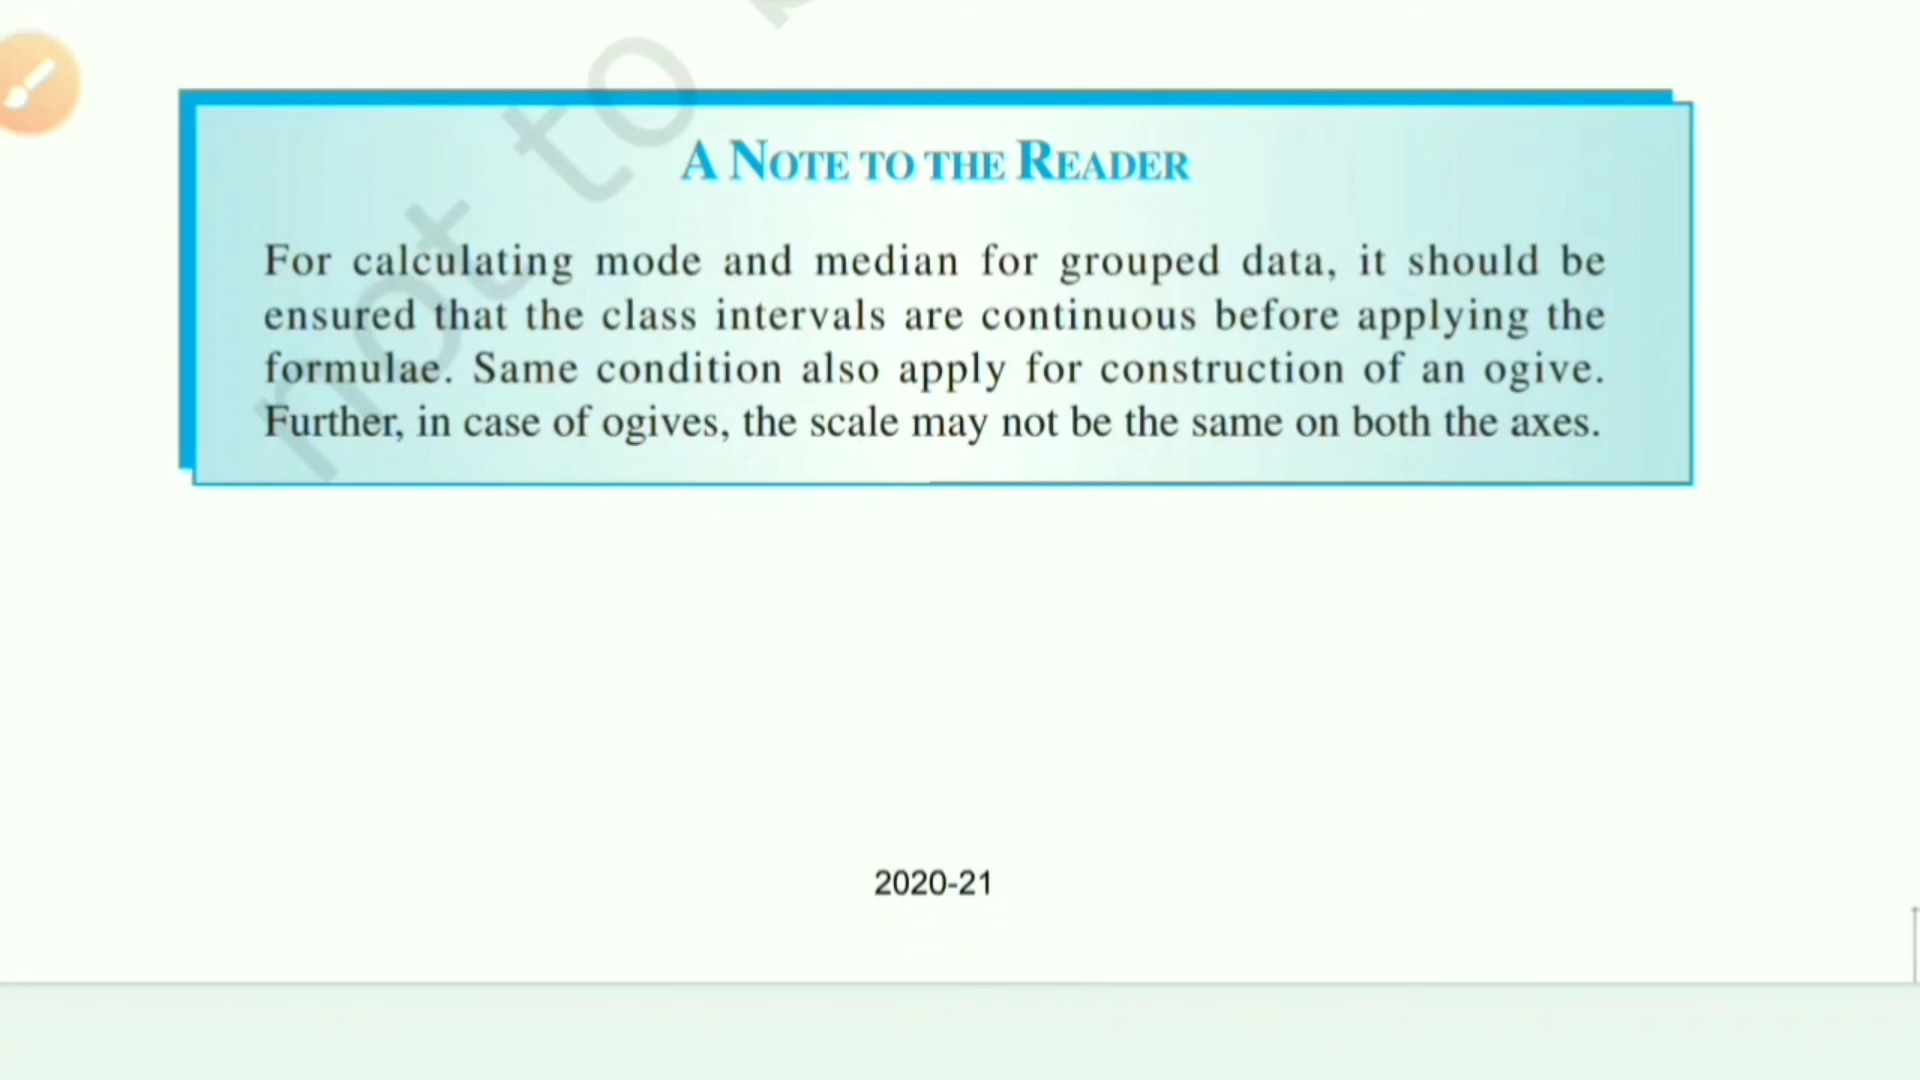 A NOTE TO THE READER
For calculating mode and median for grouped data, it should be
ensured that the class intervals are continuous before applying the
formulae. Same condition also apply for construction of an ogive.
Further, in case of ogives, the scale may not be the same on both the axes.
not to
2020-21